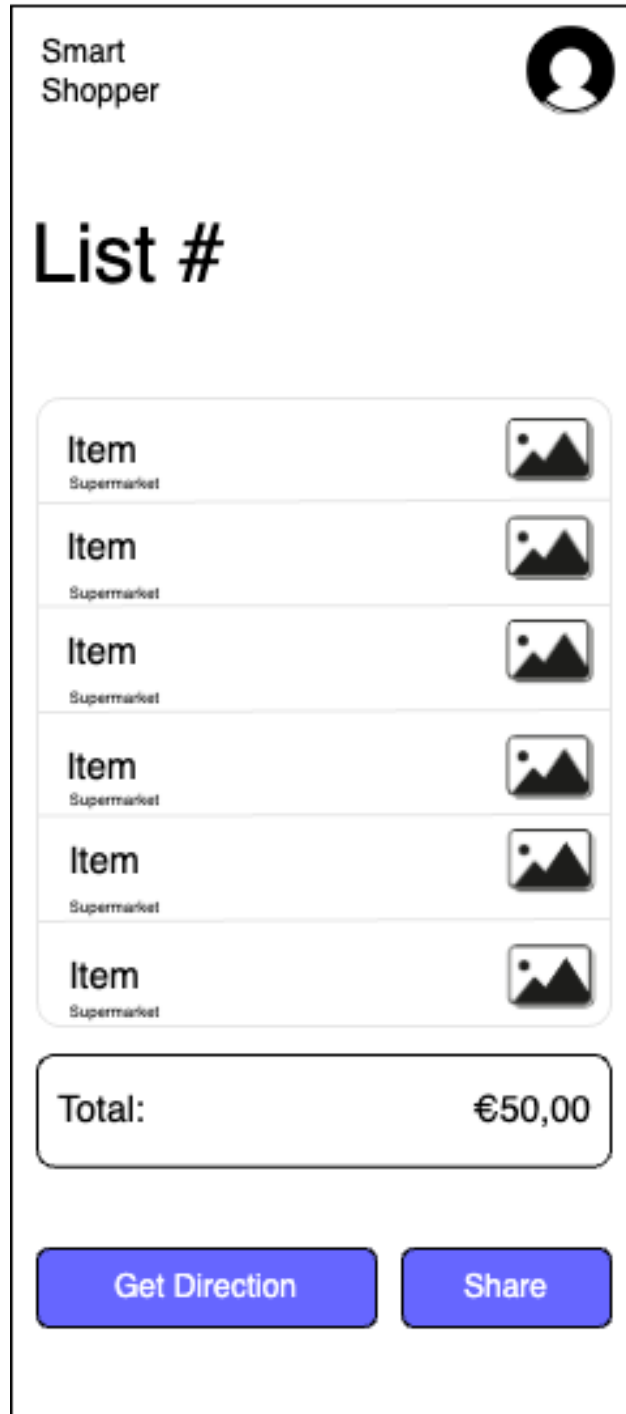 Smart
Shopper
List #
Item
Supermarket
Item
Supermarket
Item
Supermarket
Item
Supermarket
Item
Supermarket
Item
Supermarket
Total: €50,00
Get Direction Share